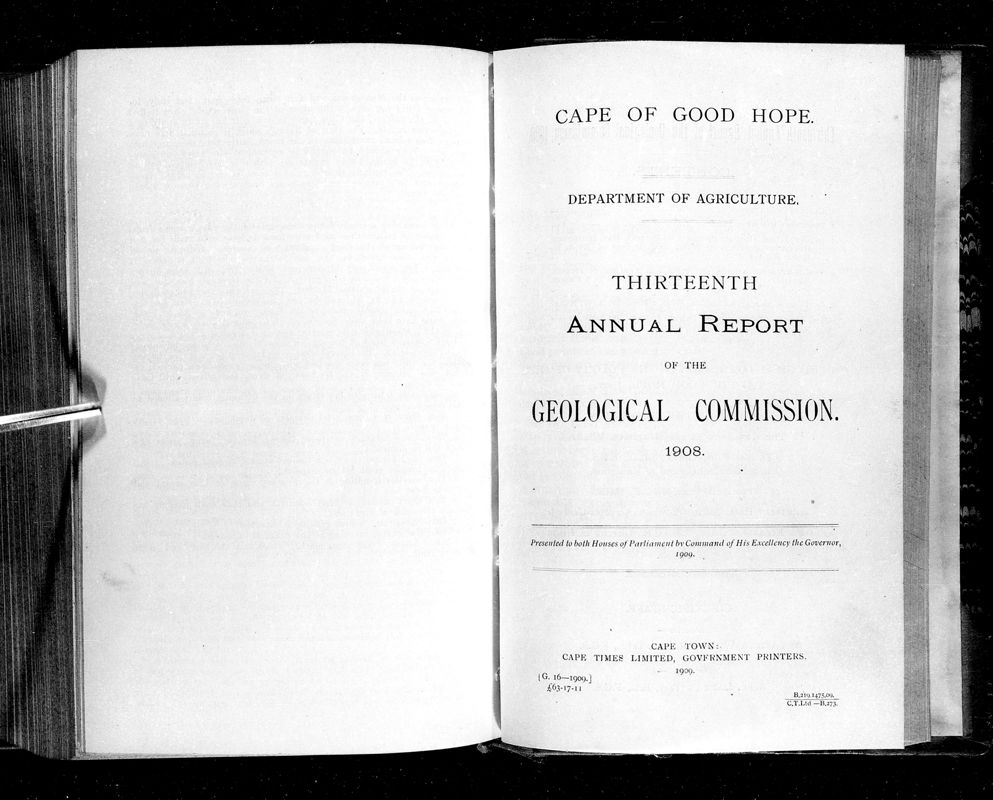 CAPE OF GOOD HOPE.
DEPARTMENT OF AGRICULTURE.
THIRTEENTH
ANNUAL REPORT
OF THE
GEOLOGICAL COMMISSION.
1908.
Presented to both Houses of Parliament by Command of His Excellency the Governor,
1909.
CAPE TOWN:
CAPE TIMES LIMITED, GOVERNMENT PRINTERS.
1909.
[G. 16—1909.]
£63-17-11
C.T.Ltd —B.273.